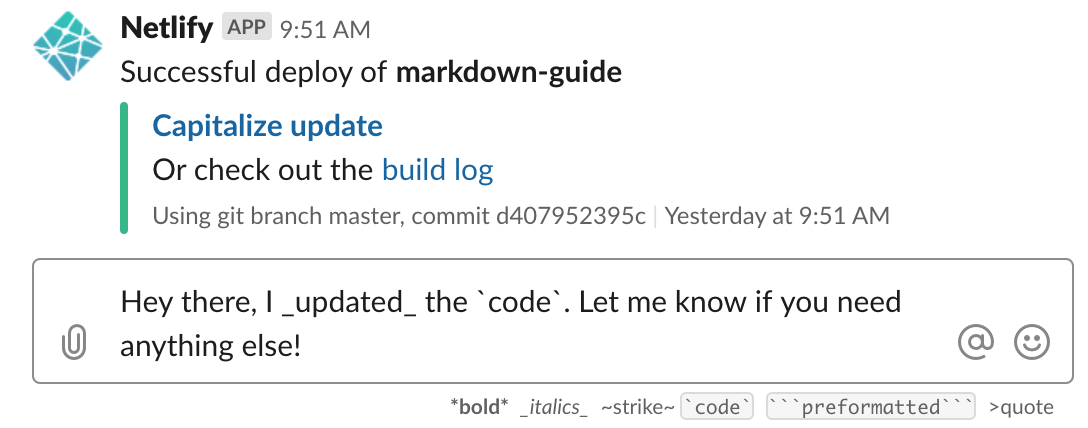 Netlify APP 9:51 AM
Successful deploy of markdown-guide
Capitalize update
Or check out the build log
Using git branch master, commit d407952395c | Yesterday at 9:51 AM
Hey there, I _updated_ the `code`. Let me know if you need
anything else!
*bold* _italics_ ~strike~ `code` ```preformatted``` >quote